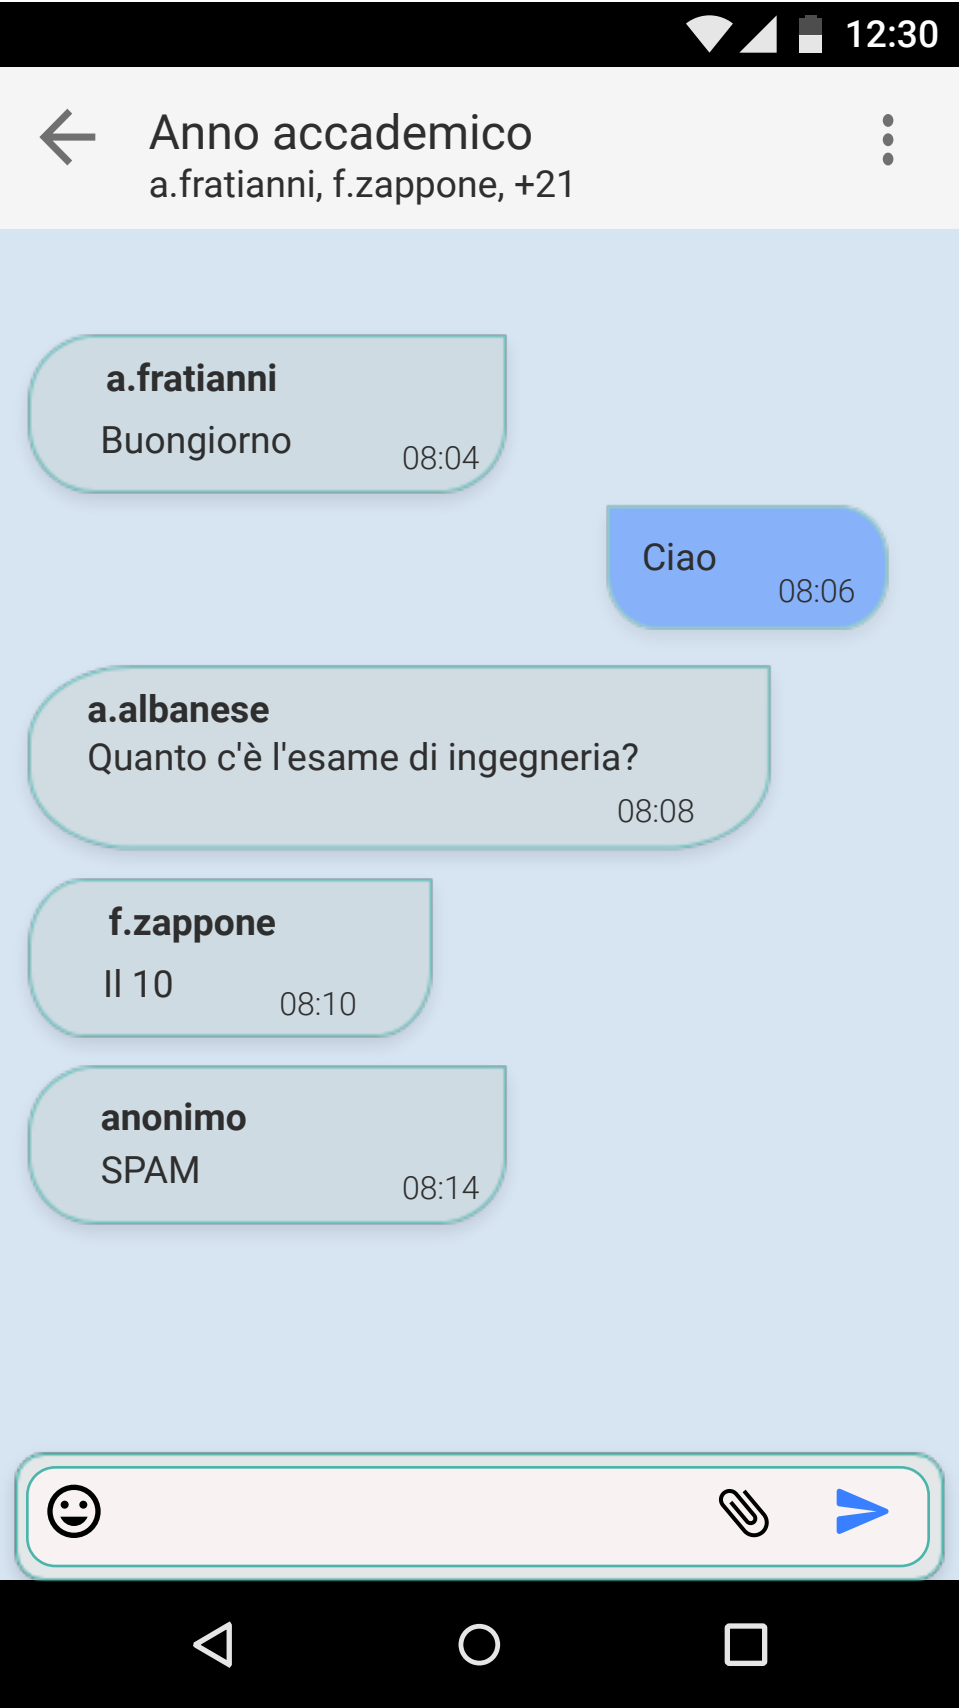 12:30
Anno accademico
a.fratianni, f.zappone, +21
a.fratianni
Buongiorno
08:04
Ciao
08:06
a.albanese
Quanto c'è l'esame di ingegneria?
08:08
f.zappone
Il 10
08:10
anonimo
SPAM
08:14